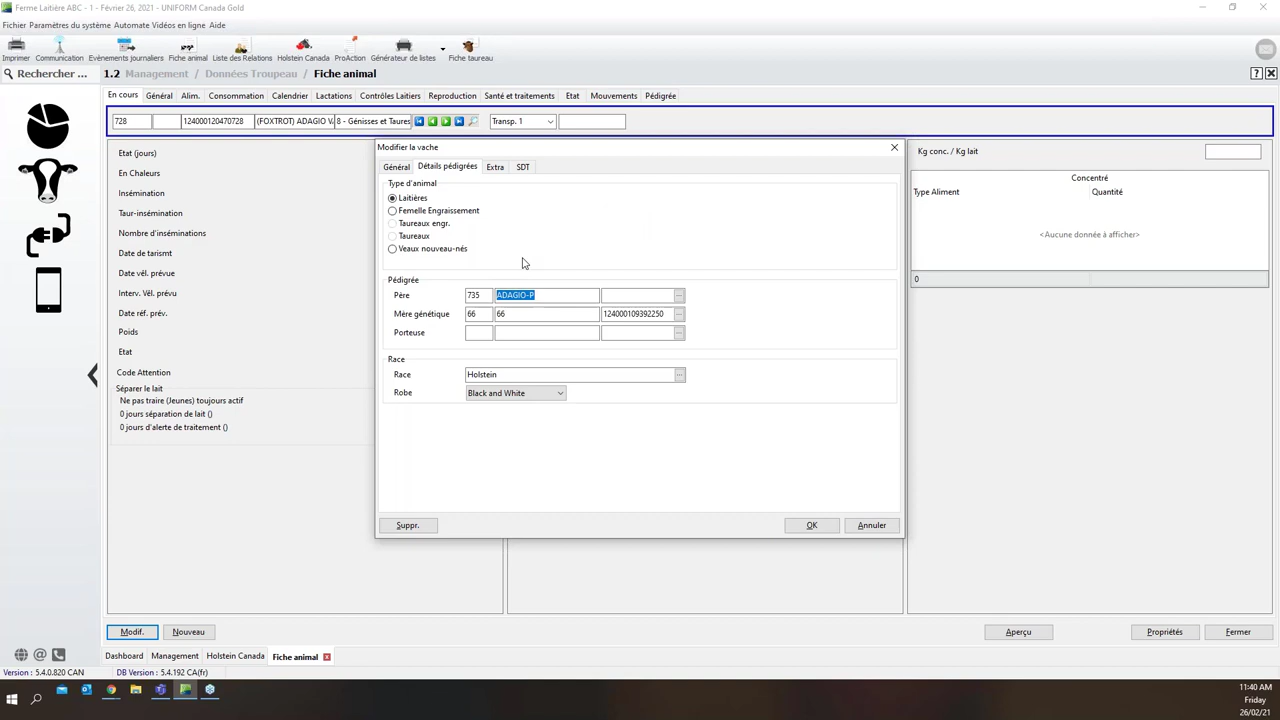 Ferme Laitière ABC - 1 - Février 26, 2021 - UNIFORM Canada Gold
Fichier Paramètres du système Automate Vidéos en ligne Aide
Imprimer Communication Evénements journaliers Fiche animal Liste des Relations Holstein Canada ProAction Générateur de listes Fiche taureau
Rechercher ... 1.2 Management / Données Troupeau / Fiche animal
En cours Général Alim. Consommation Calendrier Lactations Contrôles Laitiers Reproduction Santé et traitements Etat Mouvements Pédigrée
728 124000120470728 (FOXTROT) ADAGIO V. 8 - Génisses et Taures Transp. 1
Modifier la vache
Général Détails pédigrées Extra SDT
Type d'animal
Laitières
Femelle Engraissement
Taureaux engr.
Taureaux
Veaux nouveau-nés
Pédigrée
Père 735 ADAGIO-P ...
Mère génétique 66 66 124000109392250 ...
Porteuse ...
Race
Race Holstein ...
Robe Black and White
Suppr. OK Annuler
Etat (jours)
En Chaleurs
Insémination
Taur-insémination
Nombre d'inséminations
Date de tarismt
Date vél. prévue
Interv. Vél. prévu
Date réf. prév.
Poids
Etat
Code Attention
Séparer le lait
Ne pas traire (Jeunes) toujours actif
0 jours séparation de lait ()
0 jours d'alerte de traitement ()
Kg conc. / Kg lait
Concentré
Type Aliment Quantité
<Aucune donnée à afficher>
0
Modif. Nouveau Aperçu Propriétés Fermer
Dashboard Management Holstein Canada Fiche animal
Version : 5.4.0.820 CAN DB Version : 5.4.192 CA(fr)
11:40 AM
Friday
26/02/21